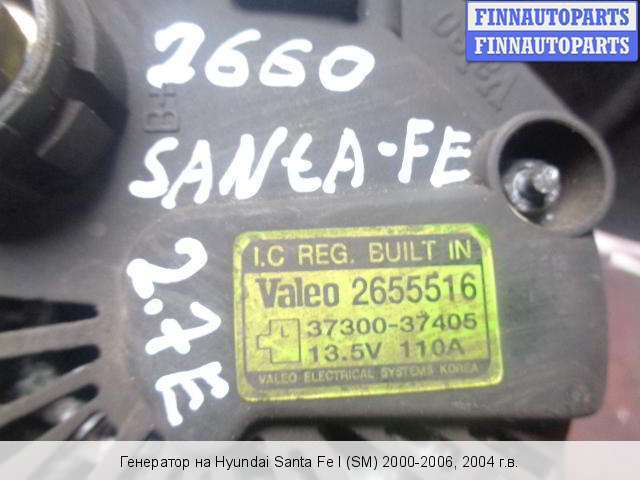 FINNAUTOPARTS
FINNAUTOPARTS
2660
B+
SANtA-FE
2.7E
I.C REG. BUILT IN
Valeo 2655516
37300-37405
13.5V 110A
VALEO ELECTRICAL SYSTEMS KOREA
Генератор на Hyundai Santa Fe I (SM) 2000-2006, 2004 г.в.